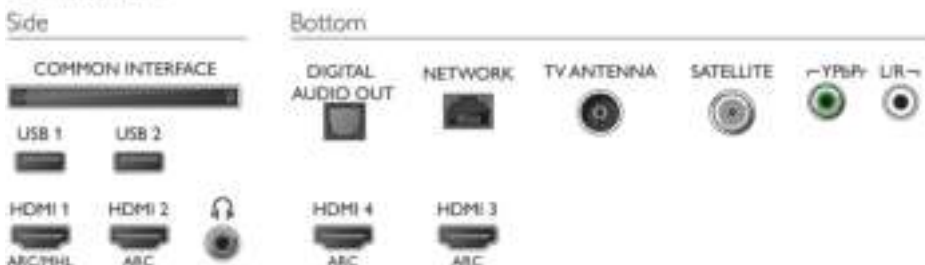 Side
COMMON INTERFACE
USB 1 USB 2
HDMI 1 HDMI 2
ARC/MHL ARC
Bottom
DIGITAL AUDIO OUT
NETWORK
TV ANTENNA
SATELLITE
YPbPr L/R
HDMI 4 HDMI 3
ARC ARC